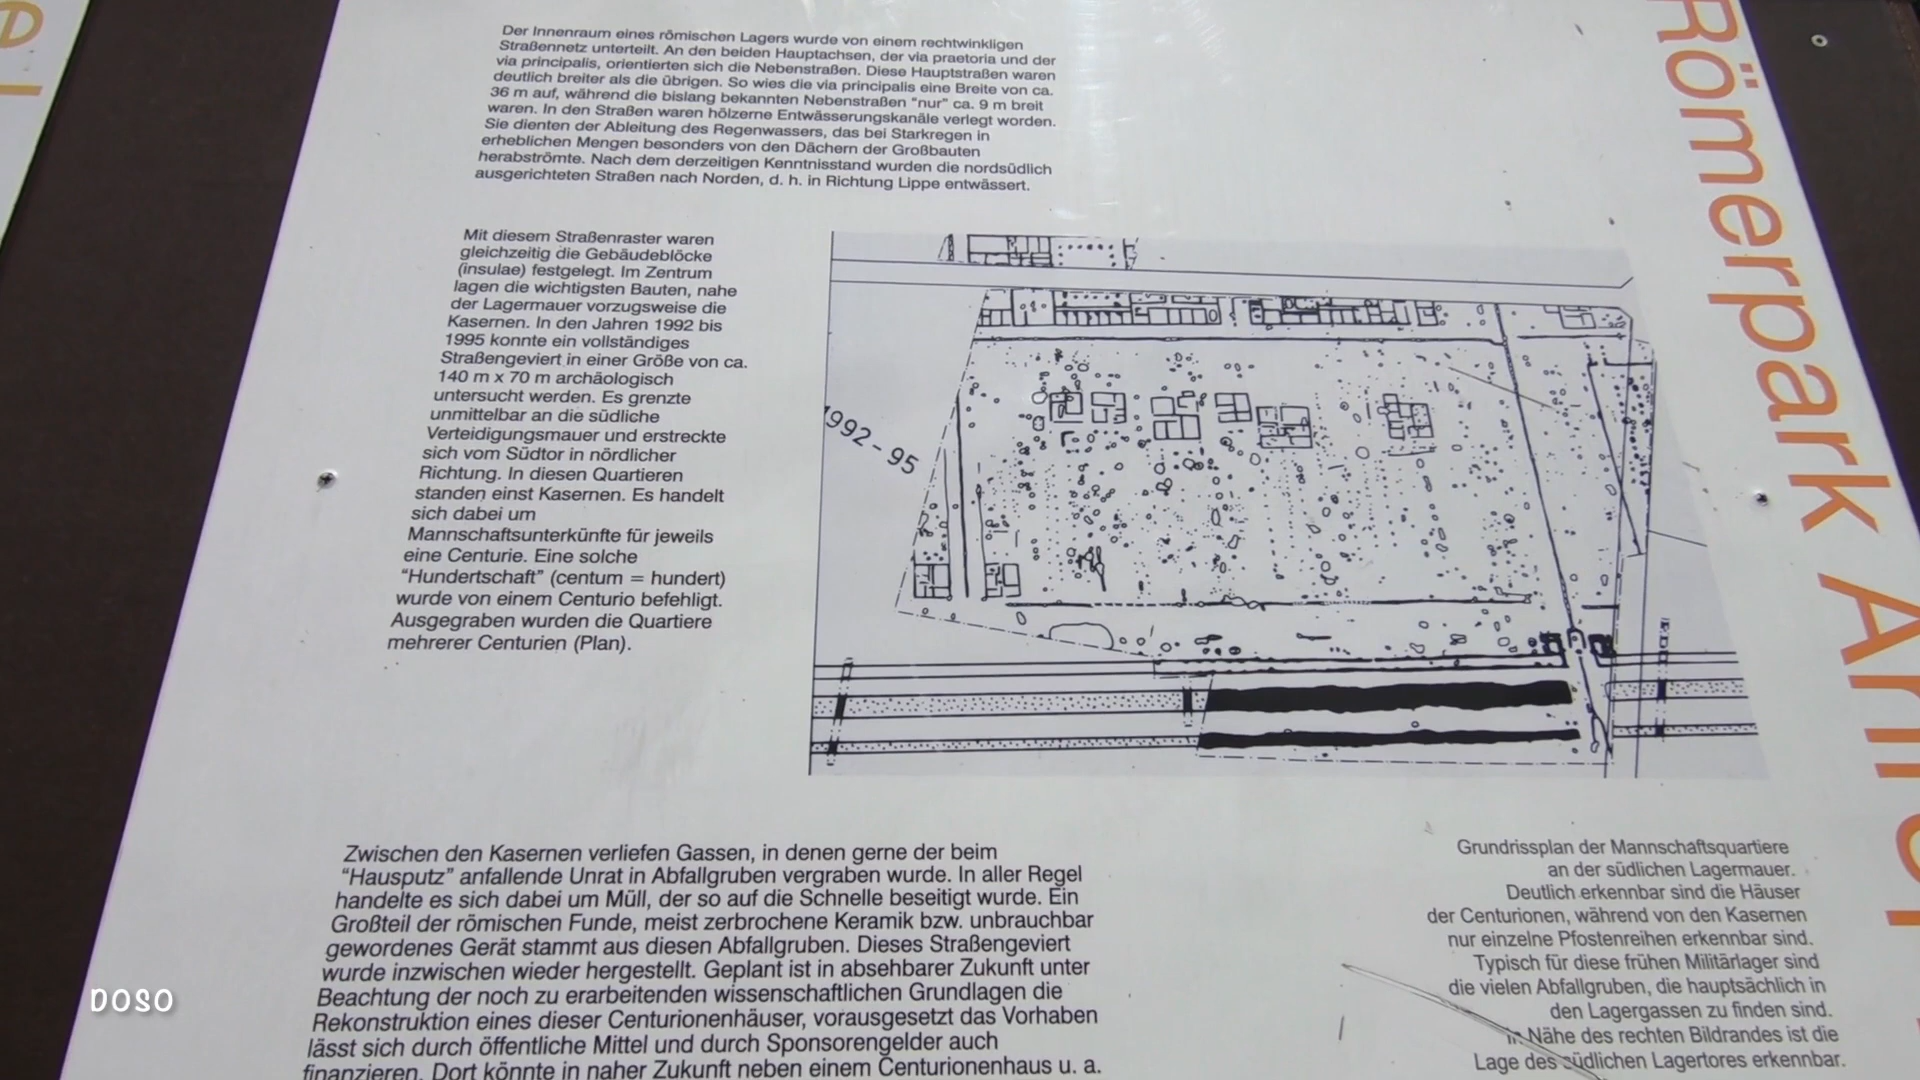 Der Innenraum eines römischen Lagers wurde von einem rechtwinkligen
Straßennetz unterteilt. An den beiden Hauptachsen, der via praetoria und der
via principalis, orientierten sich die Nebenstraßen. Diese Hauptstraßen waren
deutlich breiter als die übrigen. So wies die via principalis eine Breite von ca.
36 m auf, während die bislang bekannten Nebenstraßen "nur" ca. 9 m breit
waren. In den Straßen waren hölzerne Entwässerungskanäle verlegt worden.
Sie dienten der Ableitung des Regenwassers, das bei Starkregen in
erheblichen Mengen besonders von den Dächern der Großbauten
herabströmte. Nach dem derzeitigen Kenntnisstand wurden die nordsüdlich
ausgerichteten Straßen nach Norden, d. h. in Richtung Lippe entwässert.
Mit diesem Straßenraster waren
gleichzeitig die Gebäudeblöcke
(insulae) festgelegt. Im Zentrum
lagen die wichtigsten Bauten, nahe
der Lagermauer vorzugsweise die
Kasernen. In den Jahren 1992 bis
1995 konnte ein vollständiges
Straßengeviert in einer Größe von ca.
140 m x 70 m archäologisch
untersucht werden. Es grenzte
unmittelbar an die südliche
Verteidigungsmauer und erstreckte
sich vom Südtor in nördlicher
Richtung. In diesen Quartieren
standen einst Kasernen. Es handelt
sich dabei um
Mannschaftsunterkünfte für jeweils
eine Centurie. Eine solche
"Hundertschaft" (centum = hundert)
wurde von einem Centurio befehligt.
Ausgegraben wurden die Quartiere
mehrerer Centurien (Plan).
1992 - 95
Zwischen den Kasernen verliefen Gassen, in denen gerne der beim
"Hausputz" anfallende Unrat in Abfallgruben vergraben wurde. In aller Regel
handelte es sich dabei um Müll, der so auf die Schnelle beseitigt wurde. Ein
Großteil der römischen Funde, meist zerbrochene Keramik bzw. unbrauchbar
gewordenes Gerät stammt aus diesen Abfallgruben. Dieses Straßengeviert
wurde inzwischen wieder hergestellt. Geplant ist in absehbarer Zukunft unter
Beachtung der noch zu erarbeitenden wissenschaftlichen Grundlagen die
Rekonstruktion eines dieser Centurionenhäuser, vorausgesetzt das Vorhaben
lässt sich durch öffentliche Mittel und durch Sponsorengelder auch
finanzieren. Dort könnte in naher Zukunft neben einem Centurionenhaus u. a.
Grundrissplan der Mannschaftsquartiere
an der südlichen Lagermauer.
Deutlich erkennbar sind die Häuser
der Centurionen, während von den Kasernen
nur einzelne Pfostenreihen erkennbar sind.
Typisch für diese frühen Militärlager sind
die vielen Abfallgruben, die hauptsächlich in
den Lagergassen zu finden sind.
In Nähe des rechten Bildrandes ist die
Lage des südlichen Lagertores erkennbar.
Römerpark
DOSO